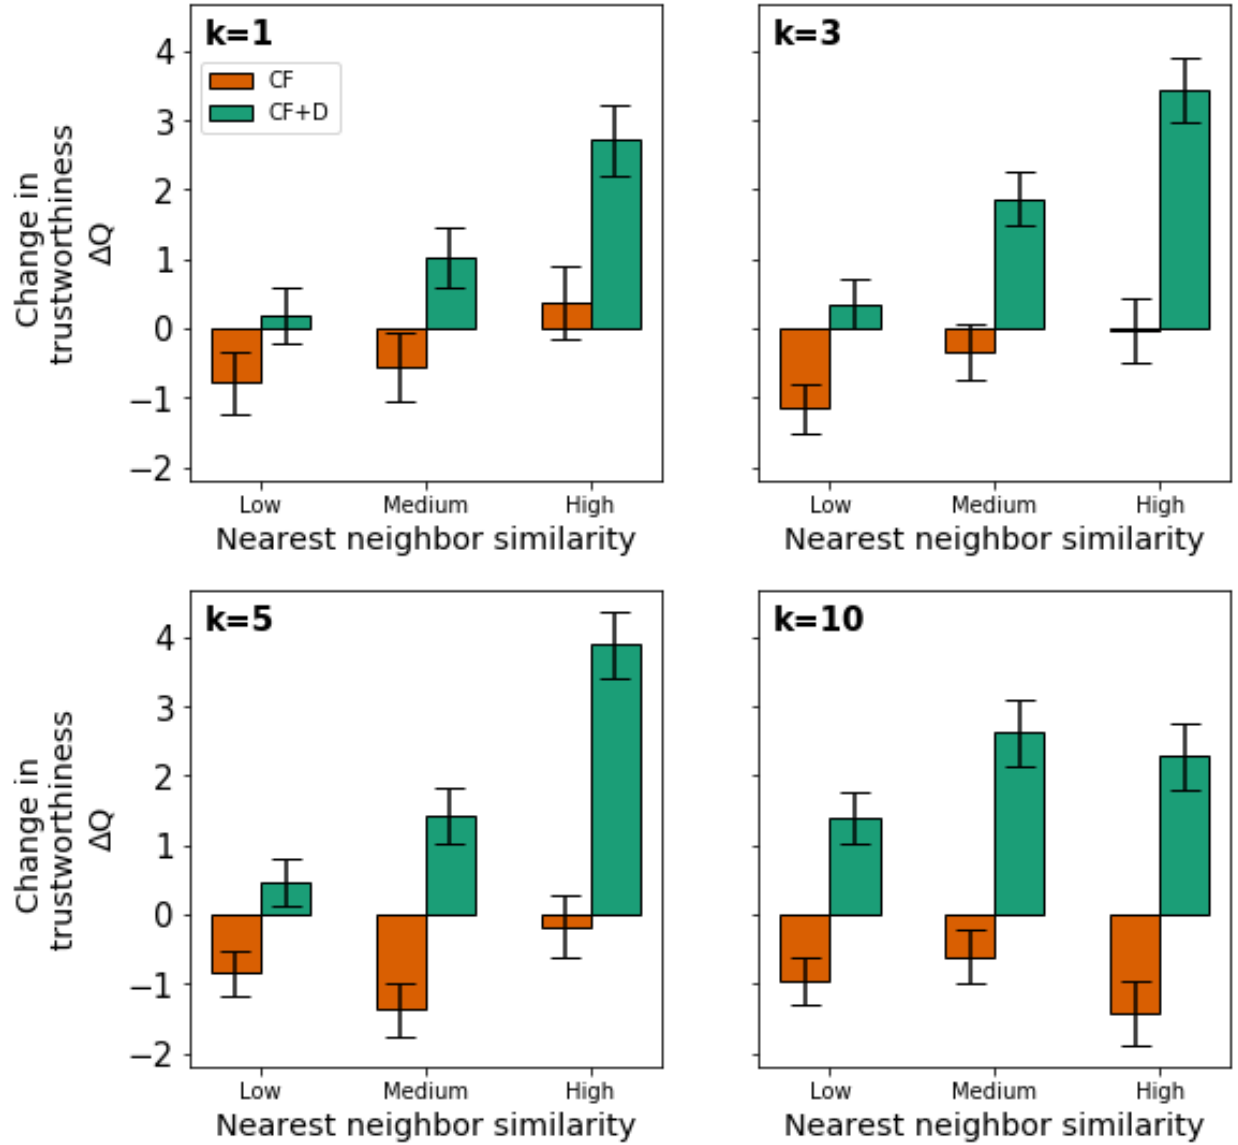 k=1
CF
CF+D
4
3
2
1
0
−1
−2
Change in
trustworthiness
ΔQ
Low Medium High
Nearest neighbor similarity
k=3
Low Medium High
Nearest neighbor similarity
k=5
4
3
2
1
0
−1
−2
Change in
trustworthiness
ΔQ
Low Medium High
Nearest neighbor similarity
k=10
Low Medium High
Nearest neighbor similarity